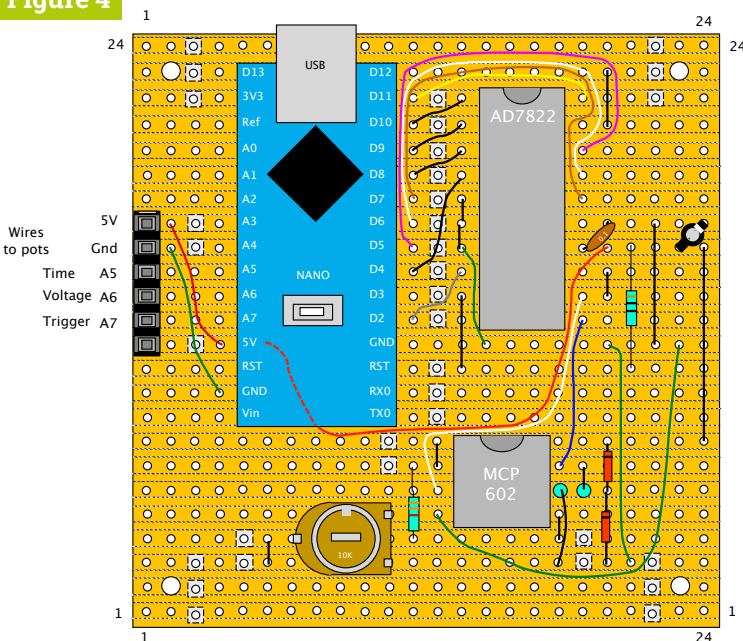 Figure 4
1
24
24
24
USB
D13
D12
3V3
D11
Ref
D10
A0
D9
A1
D8
A2
D7
A3
D6
A4
D5
A5
D4
A6
D3
A7
D2
5V
GND
RST
RST
GND
RX0
Vin
TX0
NANO
AD7822
0.1
Wires
to pots
5V
Gnd
Time A5
Voltage A6
Trigger A7
MCP
602
10K
1
1
1
24